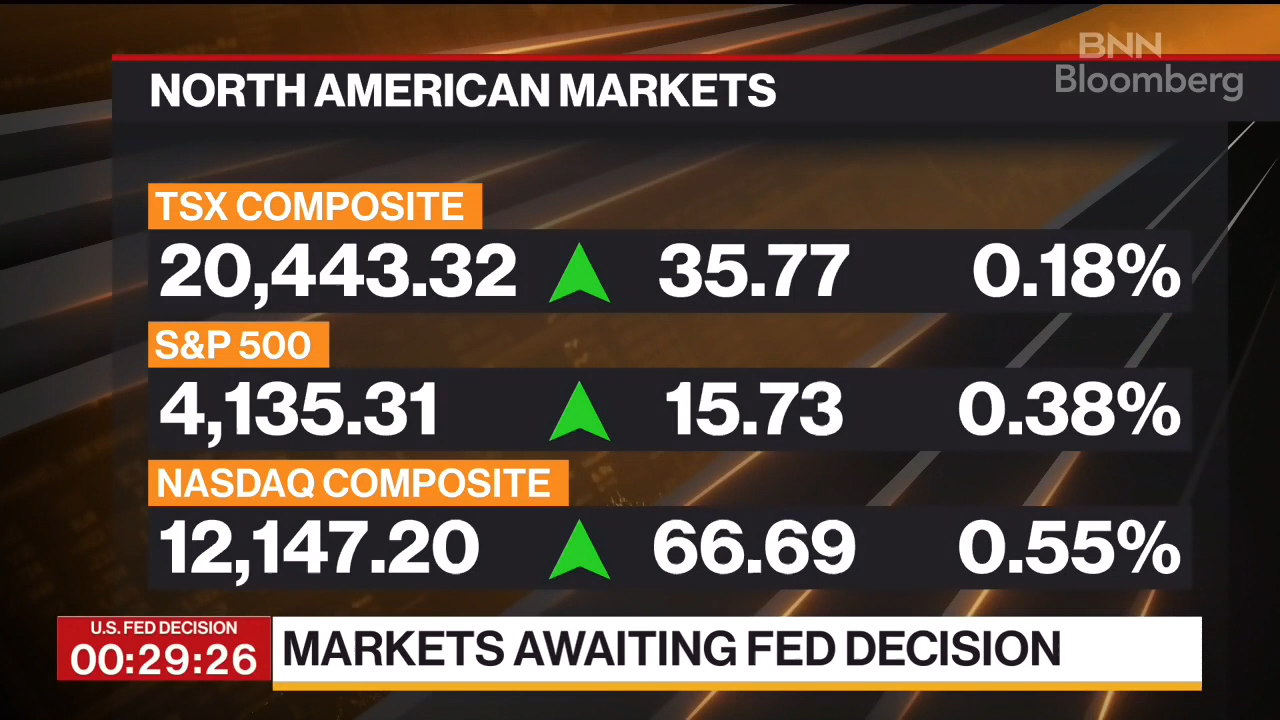 BNN
Bloomberg
NORTH AMERICAN MARKETS
TSX COMPOSITE
20,443.32 ▲ 35.77 0.18%
S&P 500
4,135.31 ▲ 15.73 0.38%
NASDAQ COMPOSITE
12,147.20 ▲ 66.69 0.55%
U.S. FED DECISION
00:29:26
MARKETS AWAITING FED DECISION